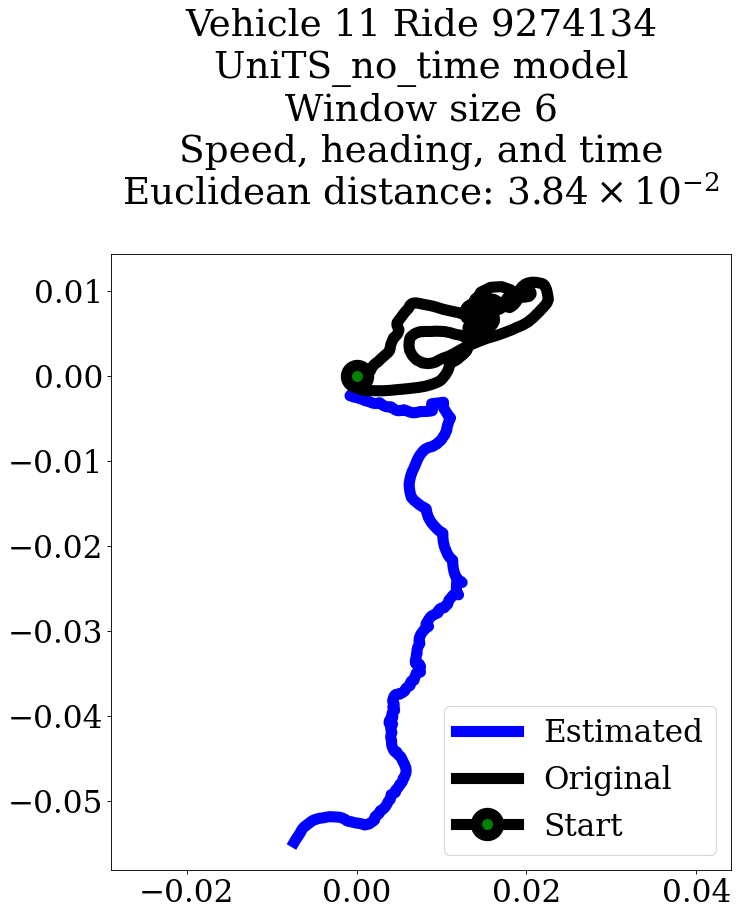 Vehicle 11 Ride 9274134
UniTS_no_time model
Window size 6
Speed, heading, and time
Euclidean distance: 3.84 × 10⁻²
0.01
0.00
−0.01
−0.02
−0.03
−0.04
−0.05
Estimated
Original
Start
−0.02 0.00 0.02 0.04